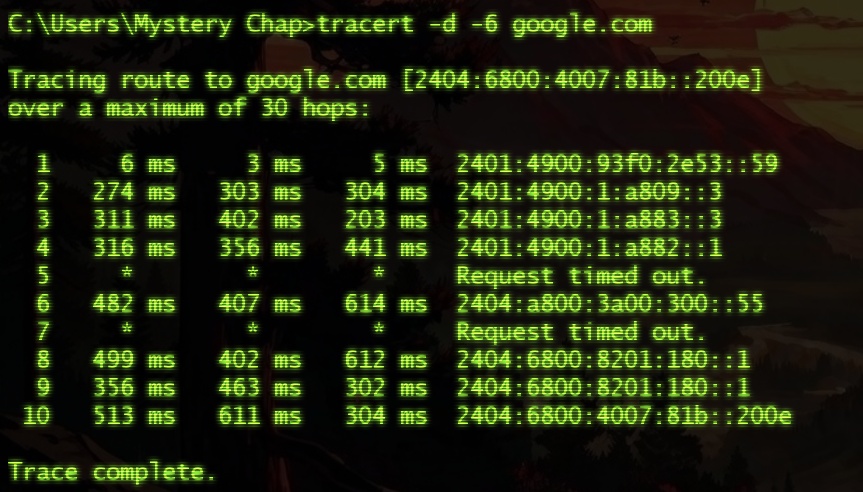 C:\Users\Mystery Chap>tracert -d -6 google.com
Tracing route to google.com [2404:6800:4007:81b::200e]
over a maximum of 30 hops:
1 6 ms 3 ms 5 ms 2401:4900:93f0:2e53::59
2 274 ms 303 ms 304 ms 2401:4900:1:a809::3
3 311 ms 402 ms 203 ms 2401:4900:1:a883::3
4 316 ms 356 ms 441 ms 2401:4900:1:a882::1
5 * * * Request timed out.
6 482 ms 407 ms 614 ms 2404:a800:3a00:300::55
7 * * * Request timed out.
8 499 ms 402 ms 612 ms 2404:6800:8201:180::1
9 356 ms 463 ms 302 ms 2404:6800:8201:180::1
10 513 ms 611 ms 304 ms 2404:6800:4007:81b::200e
Trace complete.